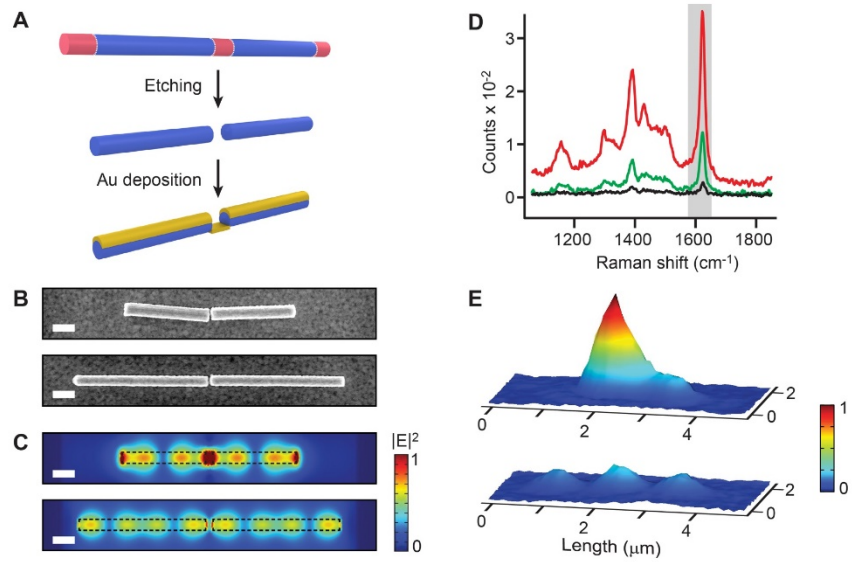 A
Etching
Au deposition
B
C
|E|²
1
0
D
Counts x 10⁻²
3
2
1
0
1200 1400 1600 1800
Raman shift (cm⁻¹)
E
0 2 4
2
0
0 2 4
2
0
Length (μm)
1
0